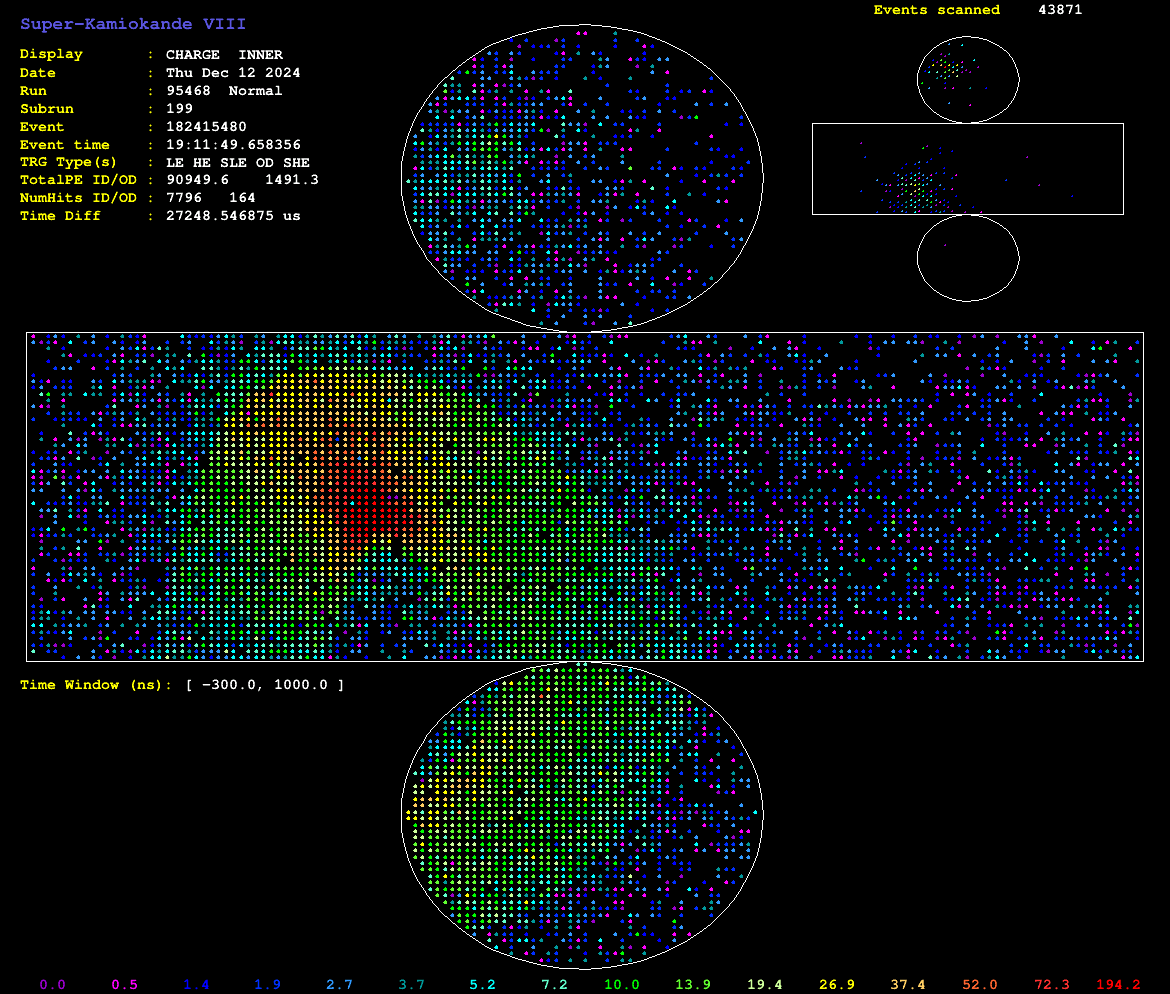 Super-Kamiokande VIII
Events scanned 43871
Display : CHARGE INNER
Date : Thu Dec 12 2024
Run : 95468 Normal
Subrun : 199
Event : 182415480
Event time : 19:11:49.658356
TRG Type(s) : LE HE SLE OD SHE
TotalPE ID/OD : 90949.6 1491.3
NumHits ID/OD : 7796 164
Time Diff : 27248.546875 us
Time Window (ns): [ −300.0, 1000.0 ]
0.0 0.5 1.4 1.9 2.7 3.7 5.2 7.2 10.0 13.9 19.4 26.9 37.4 52.0 72.3 194.2